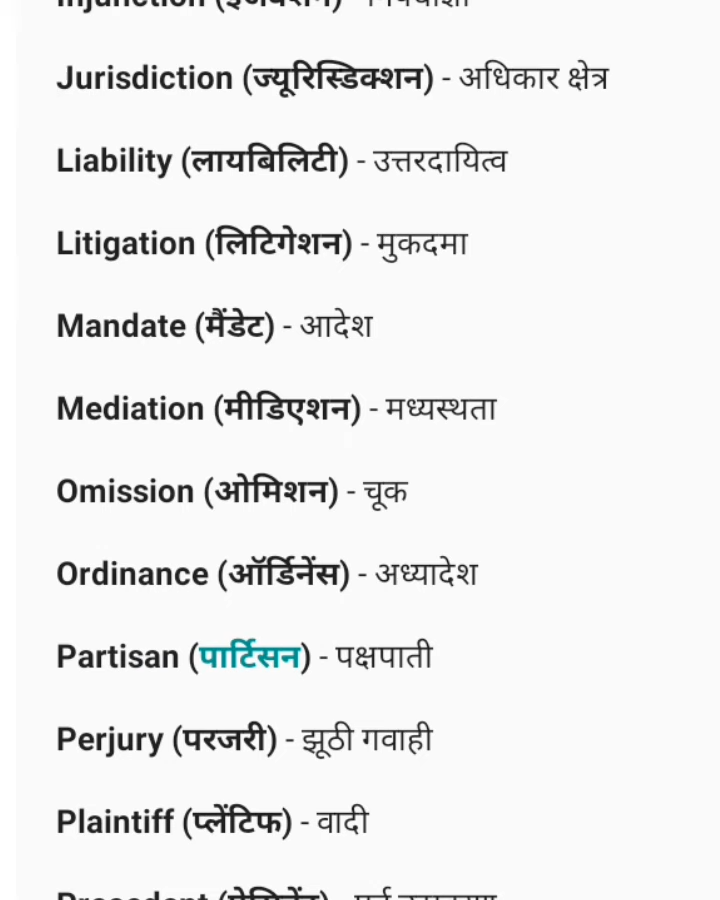 Jurisdiction (ज्यूरिस्डिक्शन) - अधिकार क्षेत्र
Liability (लायबिलिटी) - उत्तरदायित्व
Litigation (लिटिगेशन) - मुकदमा
Mandate (मैंडेट) - आदेश
Mediation (मीडिएशन) - मध्यस्थता
Omission (ओमिशन) - चूक
Ordinance (ऑर्डिनेंस) - अध्यादेश
Partisan (पार्टिसन) - पक्षपाती
Perjury (परजरी) - झूठी गवाही
Plaintiff (प्लेंटिफ) - वादी